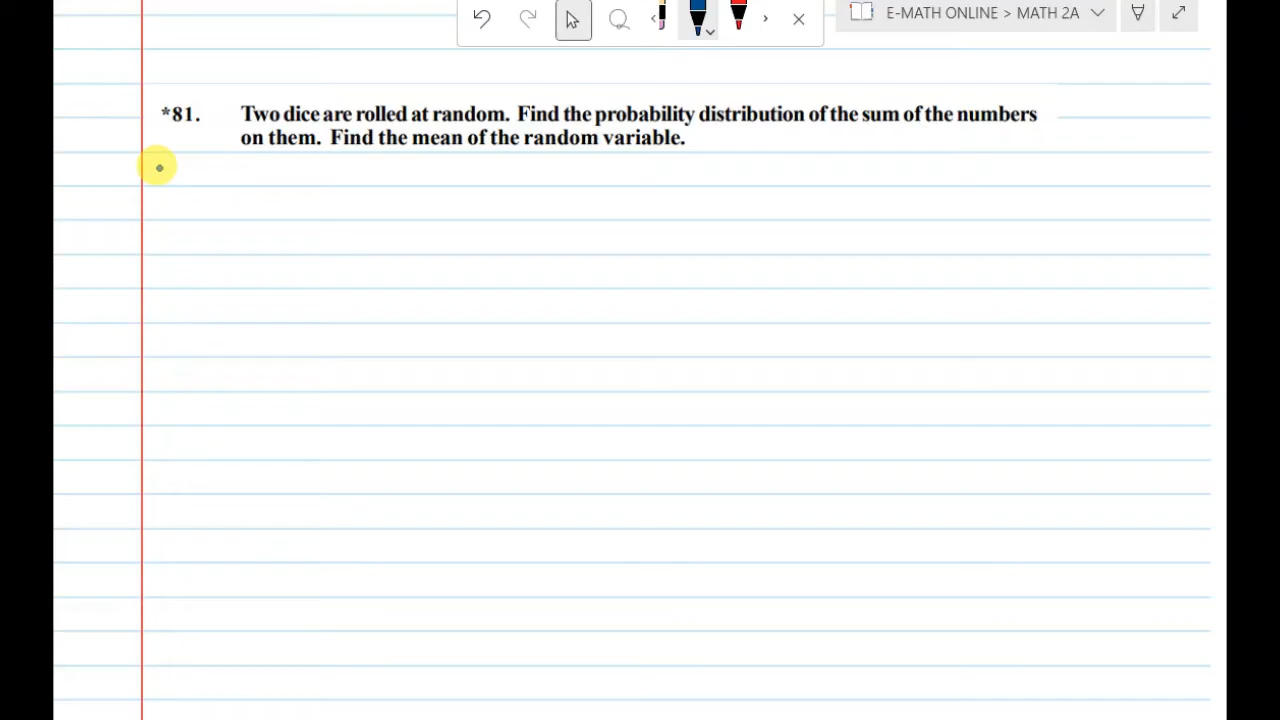 E-MATH ONLINE > MATH 2A
*81. Two dice are rolled at random. Find the probability distribution of the sum of the numbers
on them. Find the mean of the random variable.